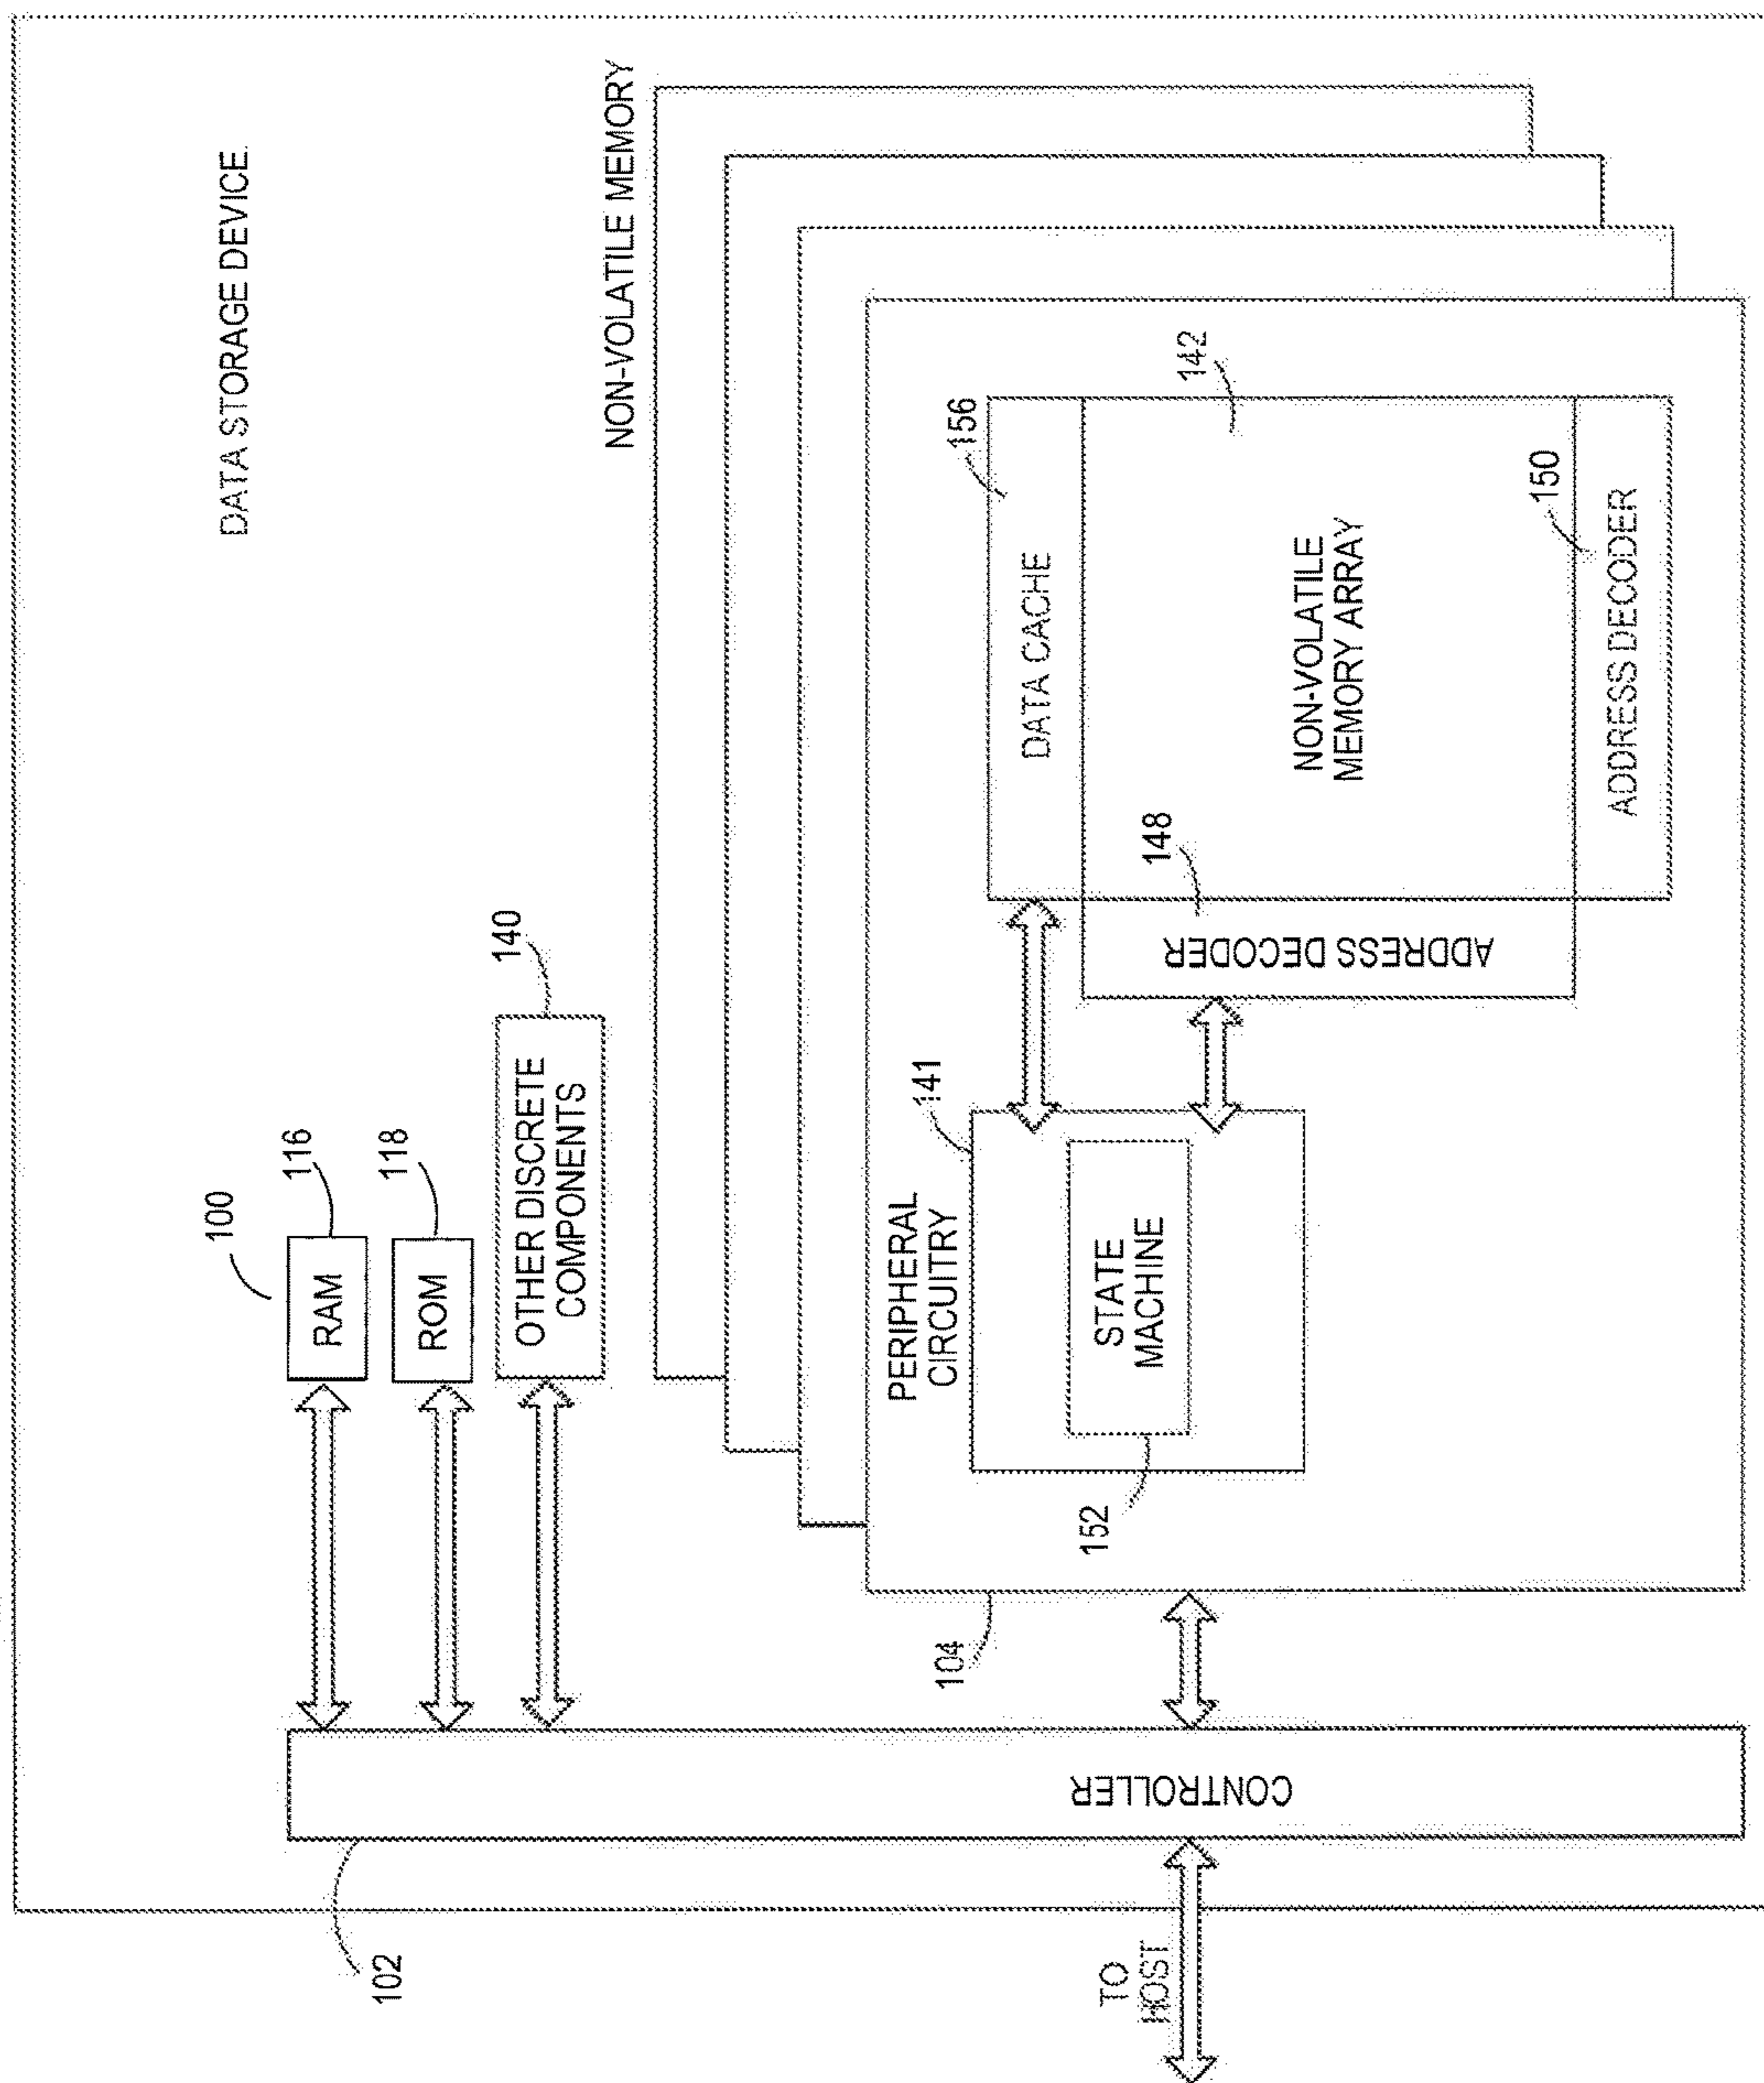 DATA STORAGE DEVICE
100
RAM
116
ROM
118
OTHER DISCRETE
COMPONENTS
140
NON-VOLATILE MEMORY
102
CONTROLLER
TO
HOST
104
PERIPHERAL
CIRCUITRY
141
STATE
MACHINE
152
DATA CACHE
156
ADDRESS DECODER
148
NON-VOLATILE
MEMORY ARRAY
142
ADDRESS DECODER
150